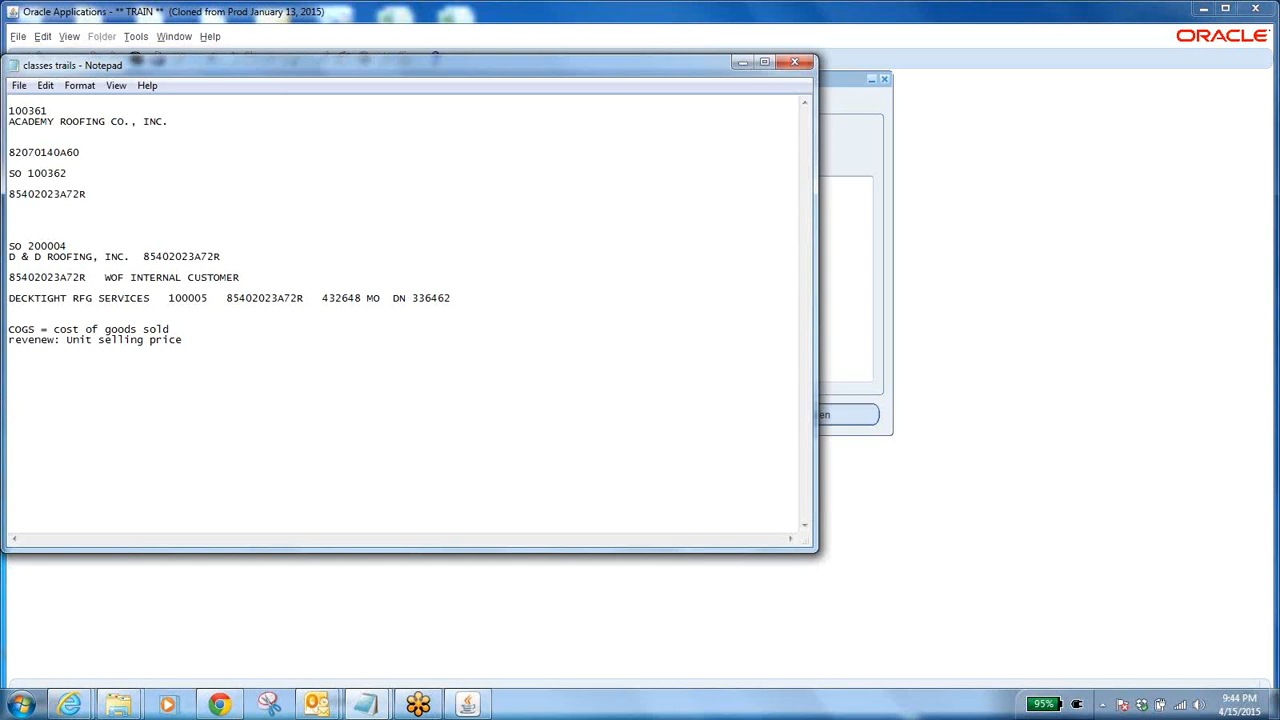 Oracle Applications - ** TRAIN ** (Cloned from Prod January 13, 2015)
File Edit View Folder Tools Window Help
ORACLE
classes trails - Notepad
File Edit Format View Help
100361
ACADEMY ROOFING CO., INC.
82070140A60
SO 100362
85402023A72R
SO 200004
D & D ROOFING, INC. 85402023A72R
85402023A72R WOF INTERNAL CUSTOMER
DECKTIGHT RFG SERVICES 100005 85402023A72R 432648 MO DN 336462
COGS = cost of goods sold
revenew: Unit selling price
en
95%
9:44 PM
4/15/2015